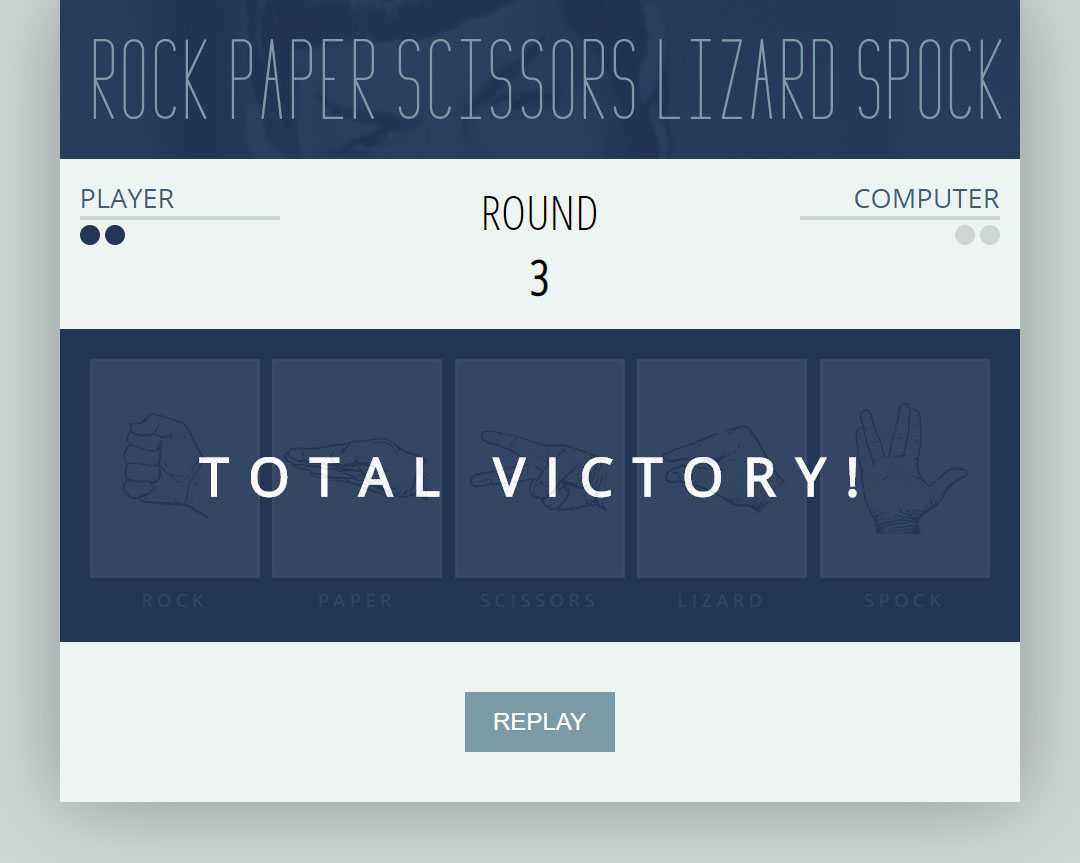 ROCK PAPER SCISSORS LIZARD SPOCK
PLAYER
ROUND
COMPUTER
3
TOTAL VICTORY!
ROCK
PAPER
SCISSORS
LIZARD
SPOCK
REPLAY